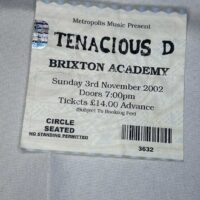 Metropolis Music Present
TENACIOUS D
BRIXTON ACADEMY
Sunday 3rd November 2002
Doors 7:00pm
Tickets £14.00 Advance
(Subject To Booking Fee)
CIRCLE
SEATED
NO STANDING PERMITTED
3632